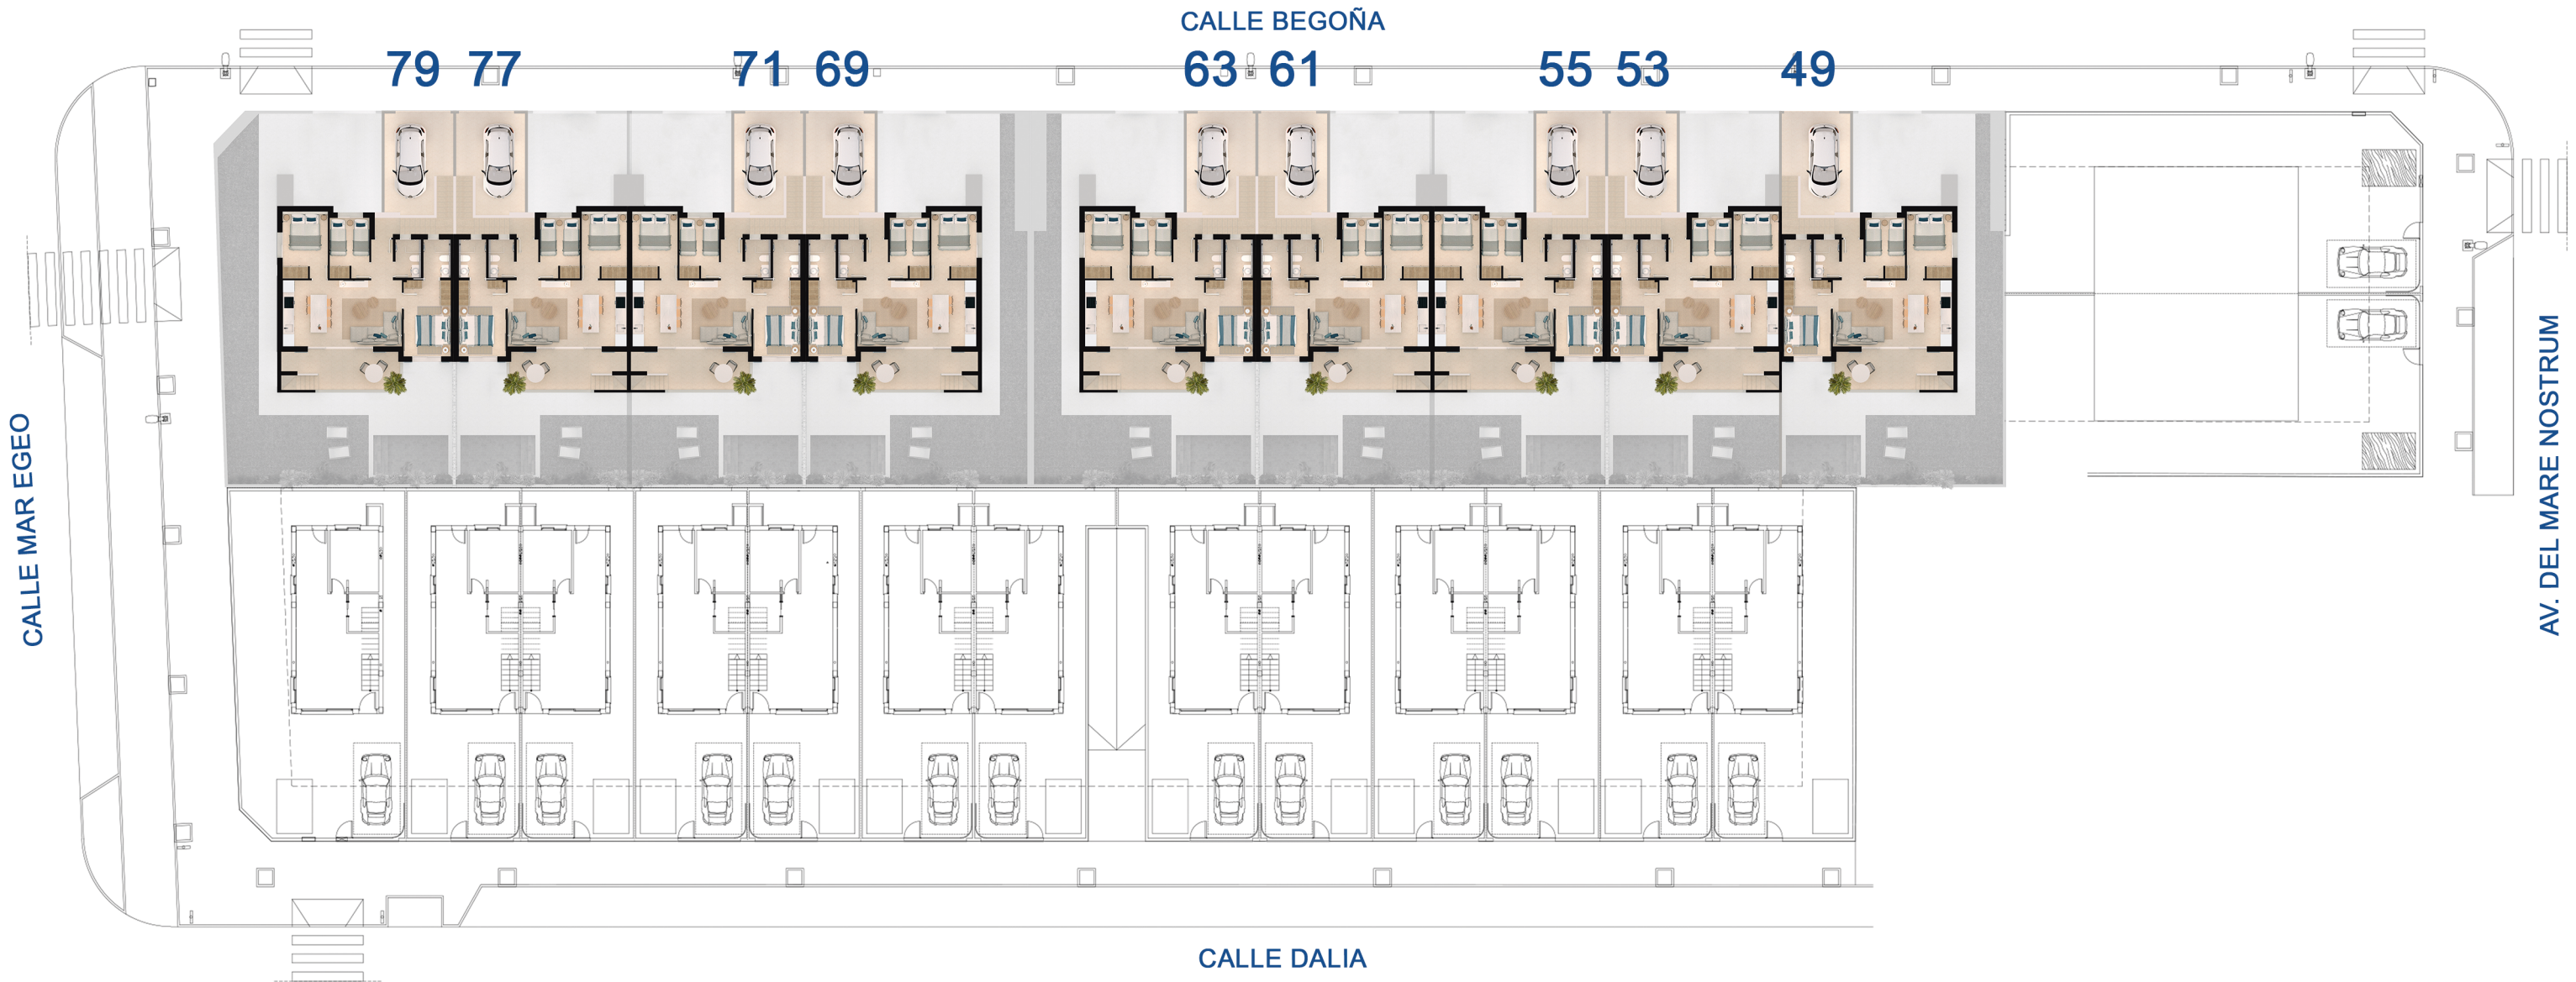 CALLE BEGOÑA
79 77 71 69 63 61 55 53 49
CALLE MAR EGEO
AV. DEL MARE NOSTRUM
CALLE DALIA